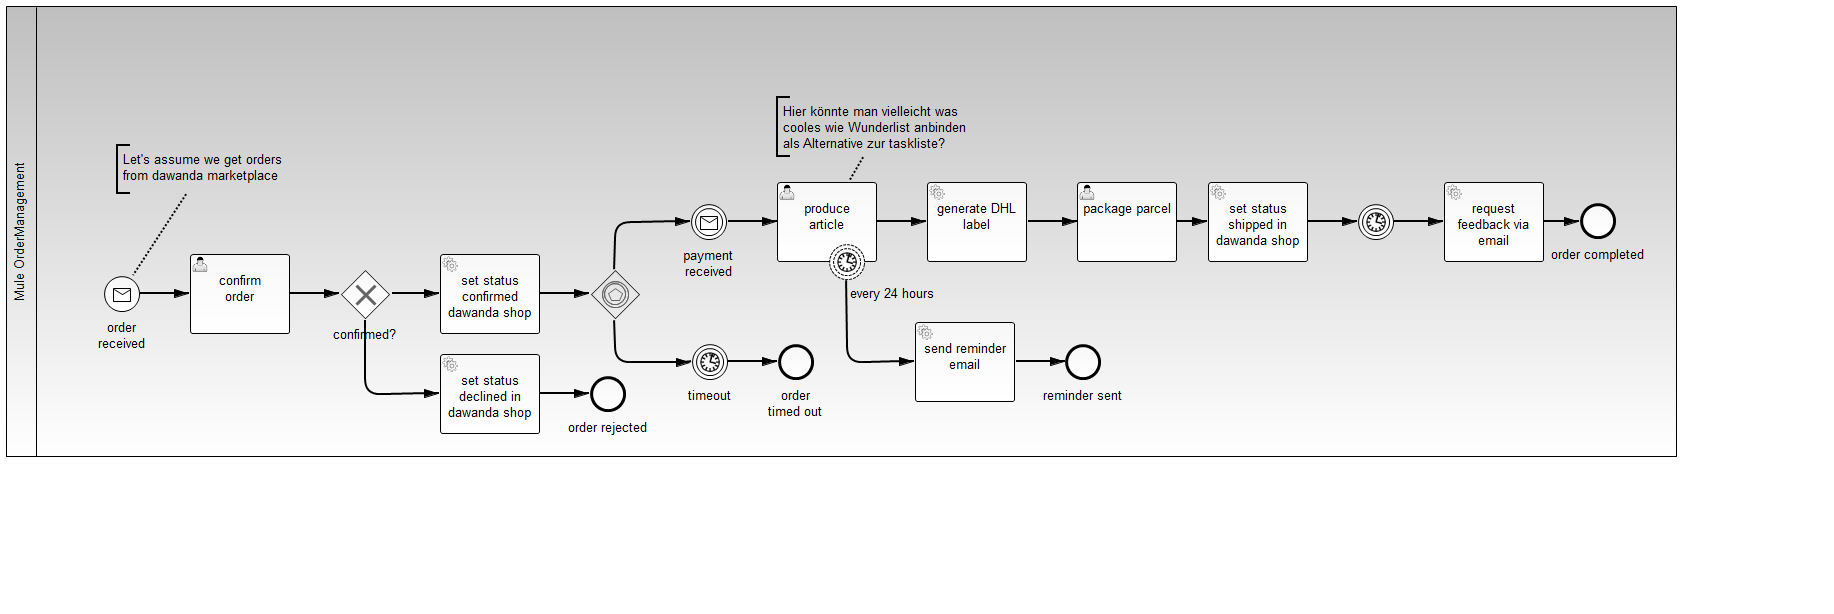 Mule OrderManagement
Let's assume we get orders
from dawanda marketplace
order
received
confirm
order
confirmed?
set status
confirmed
dawanda shop
set status
declined in
dawanda shop
order rejected
payment
received
timeout
order
timed out
Hier könnte man vielleicht was
cooles wie Wunderlist anbinden
als Alternative zur taskliste?
produce
article
every 24 hours
send reminder
email
reminder sent
generate DHL
label
package parcel
set status
shipped in
dawanda shop
request
feedback via
email
order completed